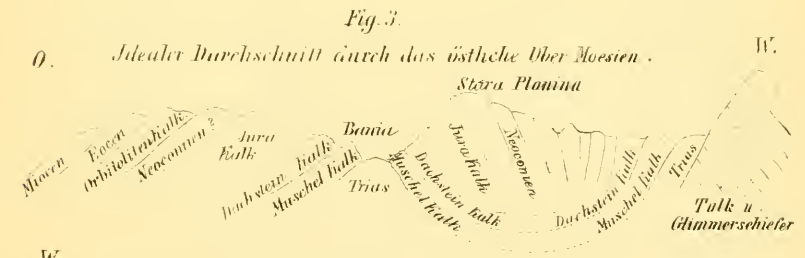 Fig. 3.
O.
Idealer Durchschnitt durch das östliche Ober Moesien.
W.
Stara Planina
Miocen
Eocen
Orbitolitenkalk
Neocomien?
Jura Kalk
Dachstein Kalk
Muschel Kalk
Bania
Trias
Muschel Kalk
Dachstein Kalk
Jura Kalk
Neocomien
Dachstein Kalk
Muschel Kalk
Trias
Talk u.
Glimmerschiefer
W.